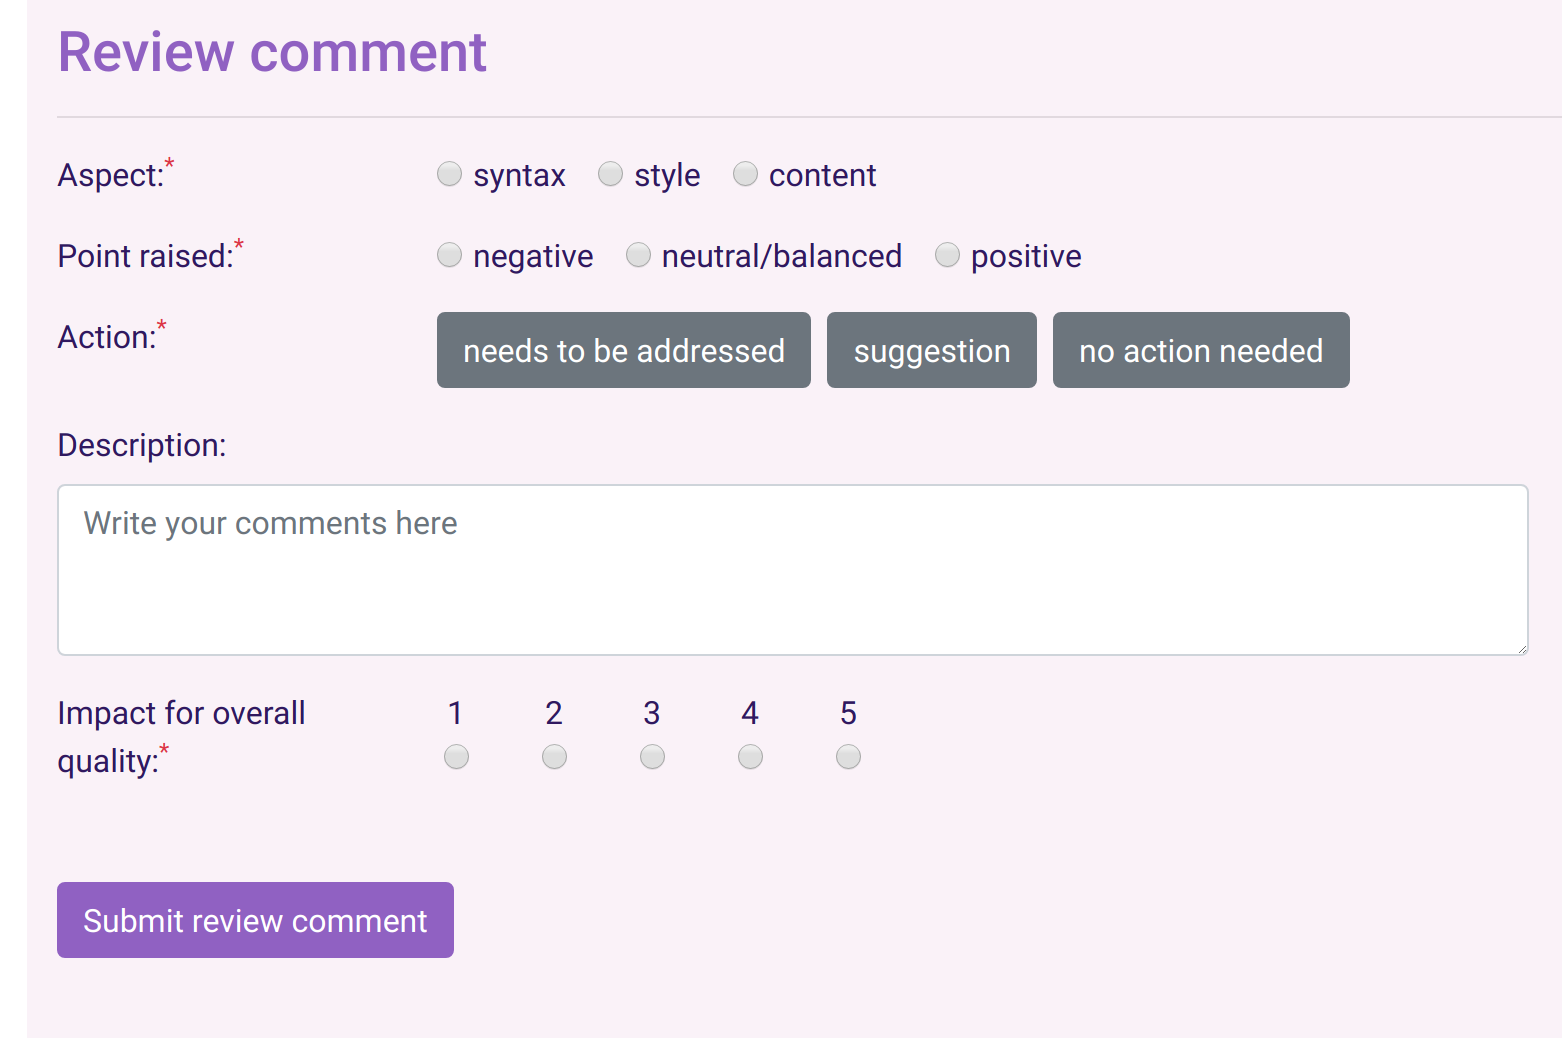 Review comment
Aspect:* syntax style content
Point raised:* negative neutral/balanced positive
Action:* needs to be addressed suggestion no action needed
Description:
Write your comments here
Impact for overall quality:* 1 2 3 4 5
Submit review comment